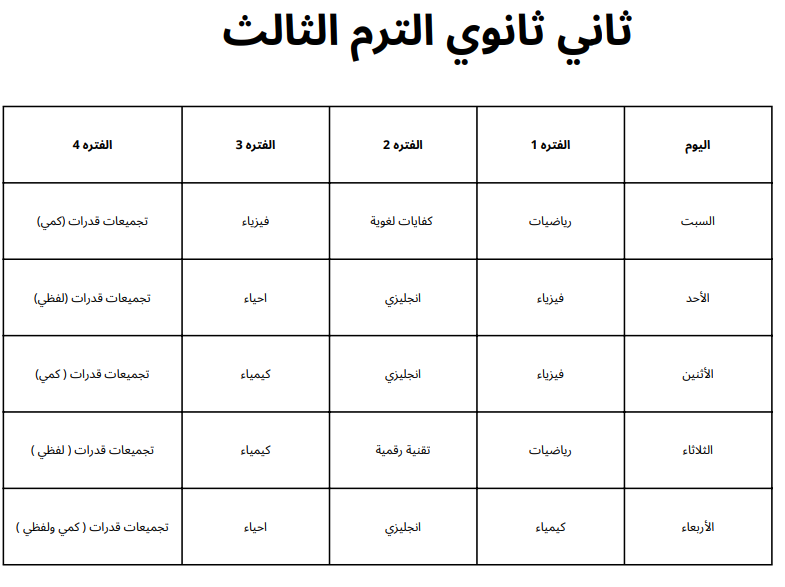 ثاني ثانوي الترم الثالث
اليوم الفتره 1 الفتره 2 الفتره 3 الفتره 4
السبت رياضيات كفايات لغوية فيزياء تجميعات قدرات (كمي)
الأحد فيزياء انجليزي احياء تجميعات قدرات (لفظي)
الأثنين فيزياء انجليزي كيمياء تجميعات قدرات ( كمي)
الثلاثاء رياضيات تقنية رقمية كيمياء تجميعات قدرات ( لفظي )
الأربعاء كيمياء انجليزي احياء تجميعات قدرات ( كمي ولفظي )